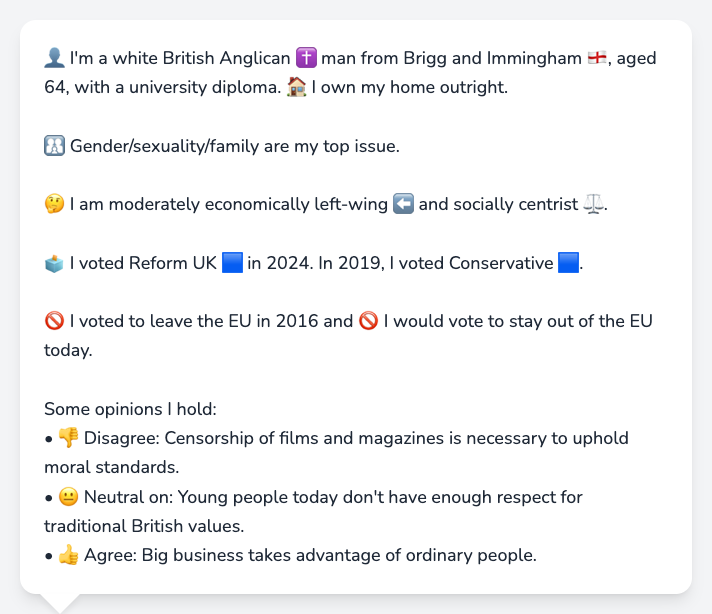 👤 I'm a white British Anglican ✝️ man from Brigg and Immingham 🏴󠁧󠁢󠁥󠁮󠁧󠁿, aged
64, with a university diploma. 🏠 I own my home outright.
🚻 Gender/sexuality/family are my top issue.
🤔 I am moderately economically left-wing ⬅️ and socially centrist ⚖️.
🗳️ I voted Reform UK 🟦 in 2024. In 2019, I voted Conservative 🟦.
🚫 I voted to leave the EU in 2016 and 🚫 I would vote to stay out of the EU
today.
Some opinions I hold:
• 👎 Disagree: Censorship of films and magazines is necessary to uphold
moral standards.
• 😐 Neutral on: Young people today don't have enough respect for
traditional British values.
• 👍 Agree: Big business takes advantage of ordinary people.